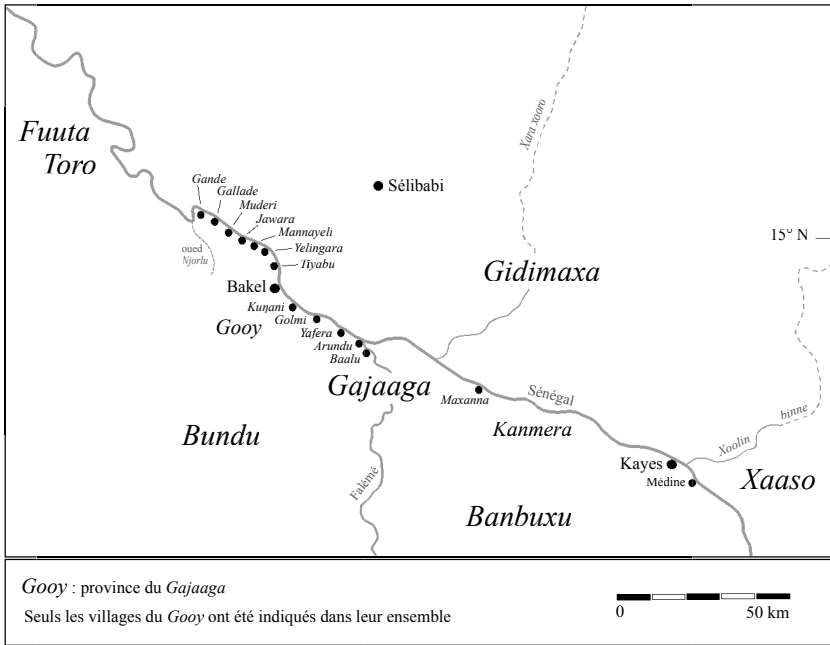 Fuuta
Toro
Gande
Gallade
Muderi
Jawara
Mannayeli
Yelingara
Tiyabu
oued
Njorlu
Sélibabi
Xara xooro
15° N
Gidimaxa
Bakel
Kuŋani
Gooy
Golmi
Yafera
Arundu
Baalu
Gajaaga
Maxanna
Sénégal
Kanmera
Bundu
Falémé
Xoolin
binne
Kayes
Médine
Xaaso
Banbuxu
Gooy : province du Gajaaga
Seuls les villages du Gooy ont été indiqués dans leur ensemble
0 50 km